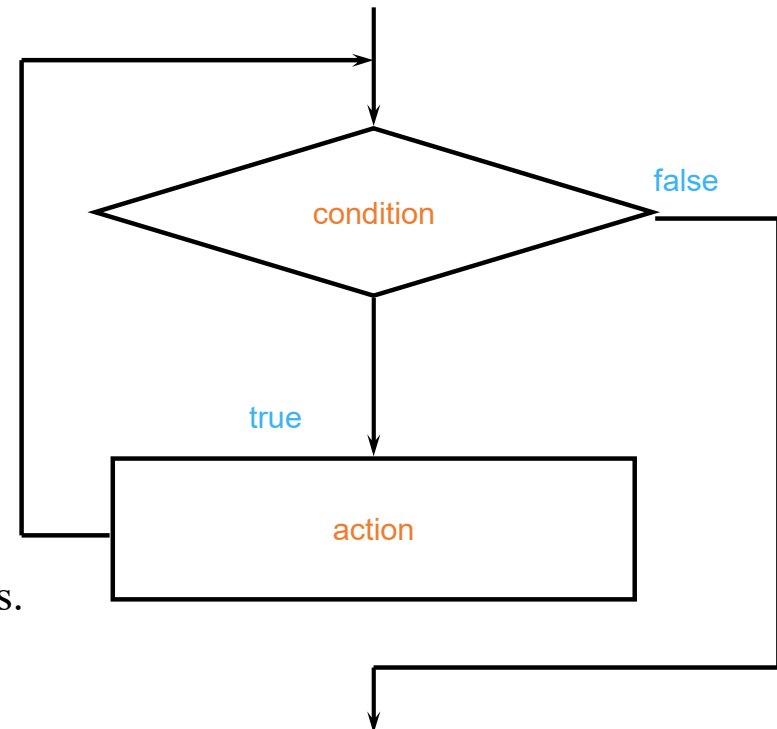 false
condition
true
action
s.